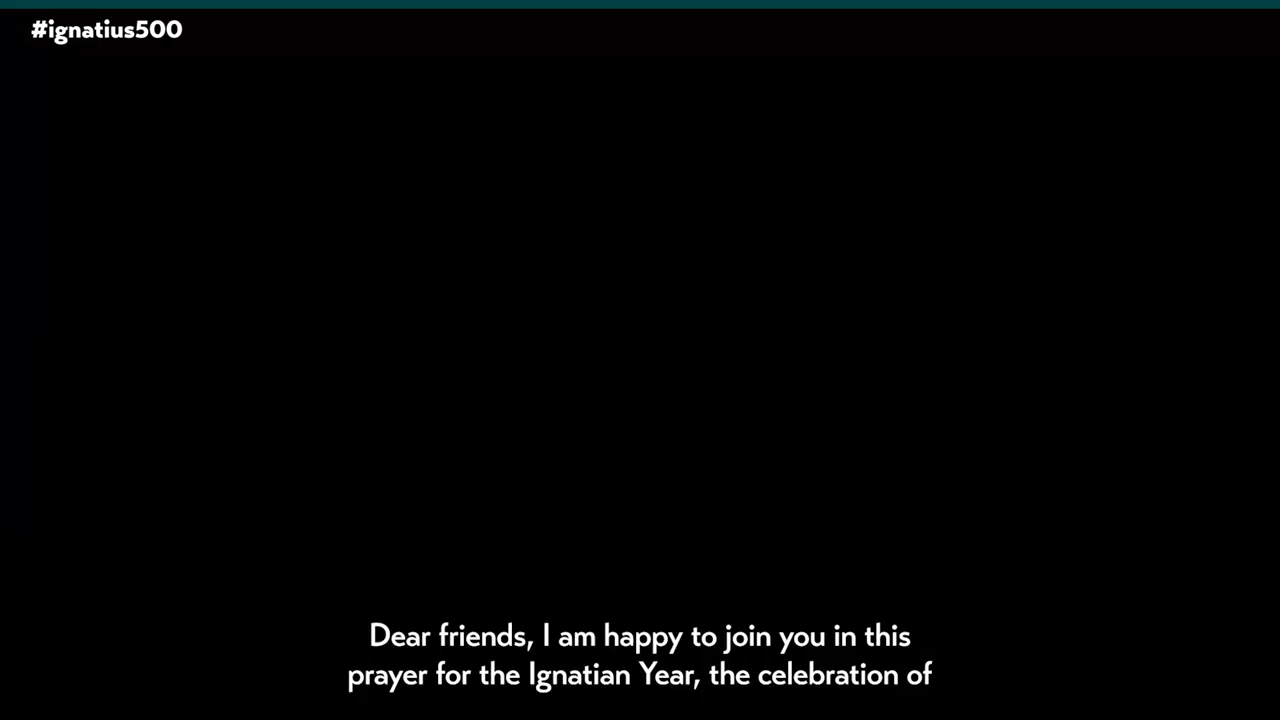 #ignatius500
Dear friends, I am happy to join you in this
prayer for the Ignatian Year, the celebration of